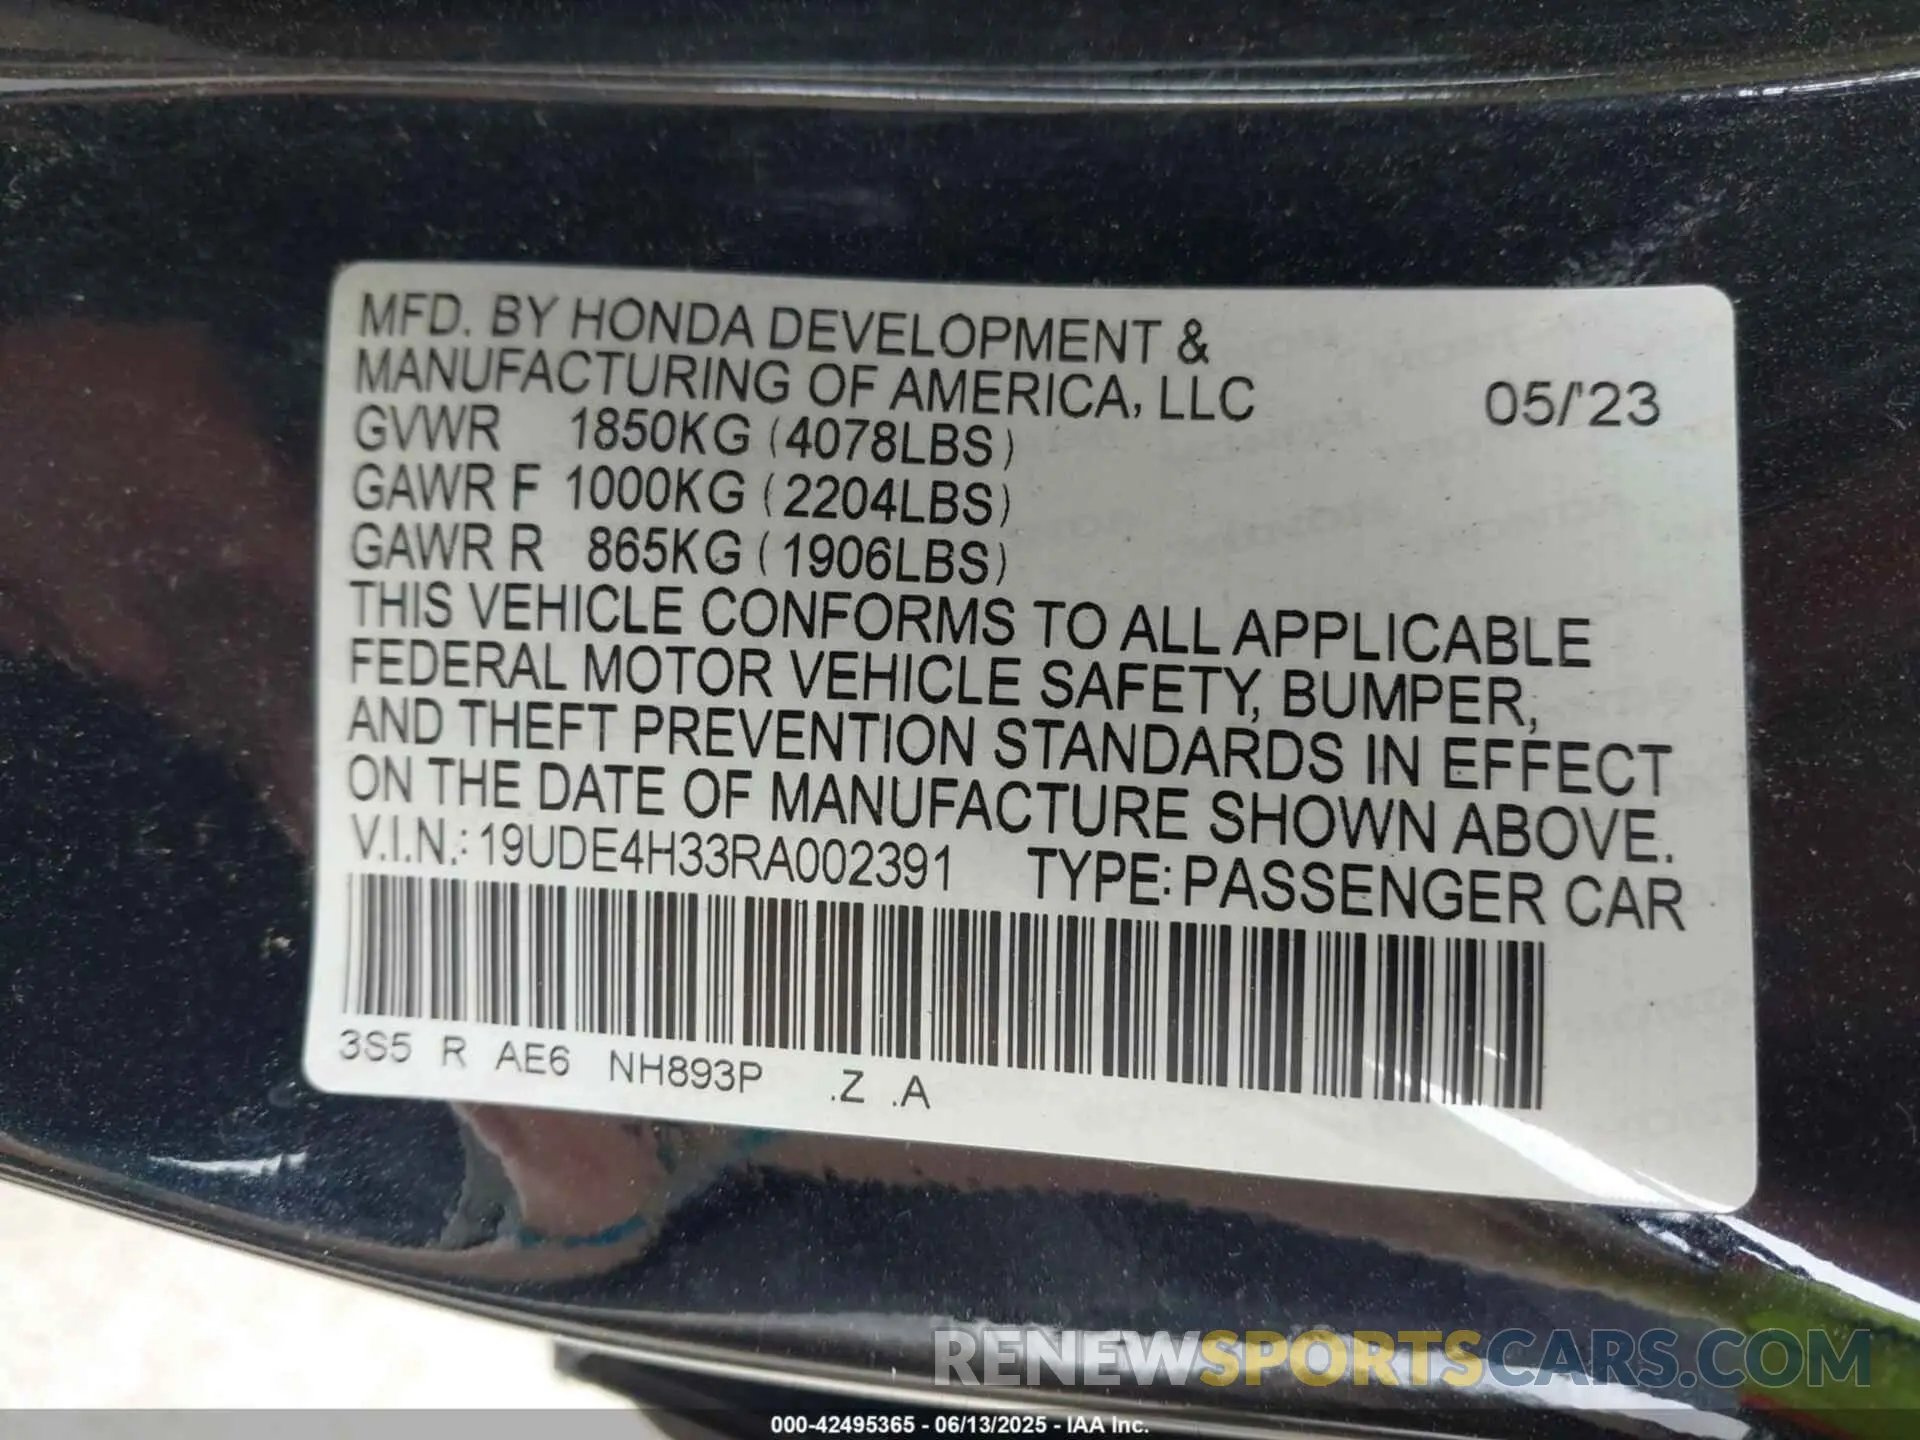 MFD. BY HONDA DEVELOPMENT &
MANUFACTURING OF AMERICA, LLC 05/'23
GVWR 1850KG (4078LBS)
GAWR F 1000KG (2204LBS)
GAWR R 865KG (1906LBS)
THIS VEHICLE CONFORMS TO ALL APPLICABLE
FEDERAL MOTOR VEHICLE SAFETY, BUMPER,
AND THEFT PREVENTION STANDARDS IN EFFECT
ON THE DATE OF MANUFACTURE SHOWN ABOVE.
V.I.N.: 19UDE4H33RA002391 TYPE: PASSENGER CAR
3S5 R AE6 NH893P .Z .A
RENEWSPORTSCARS.COM
000-42495365 - 06/13/2025 - IAA Inc.